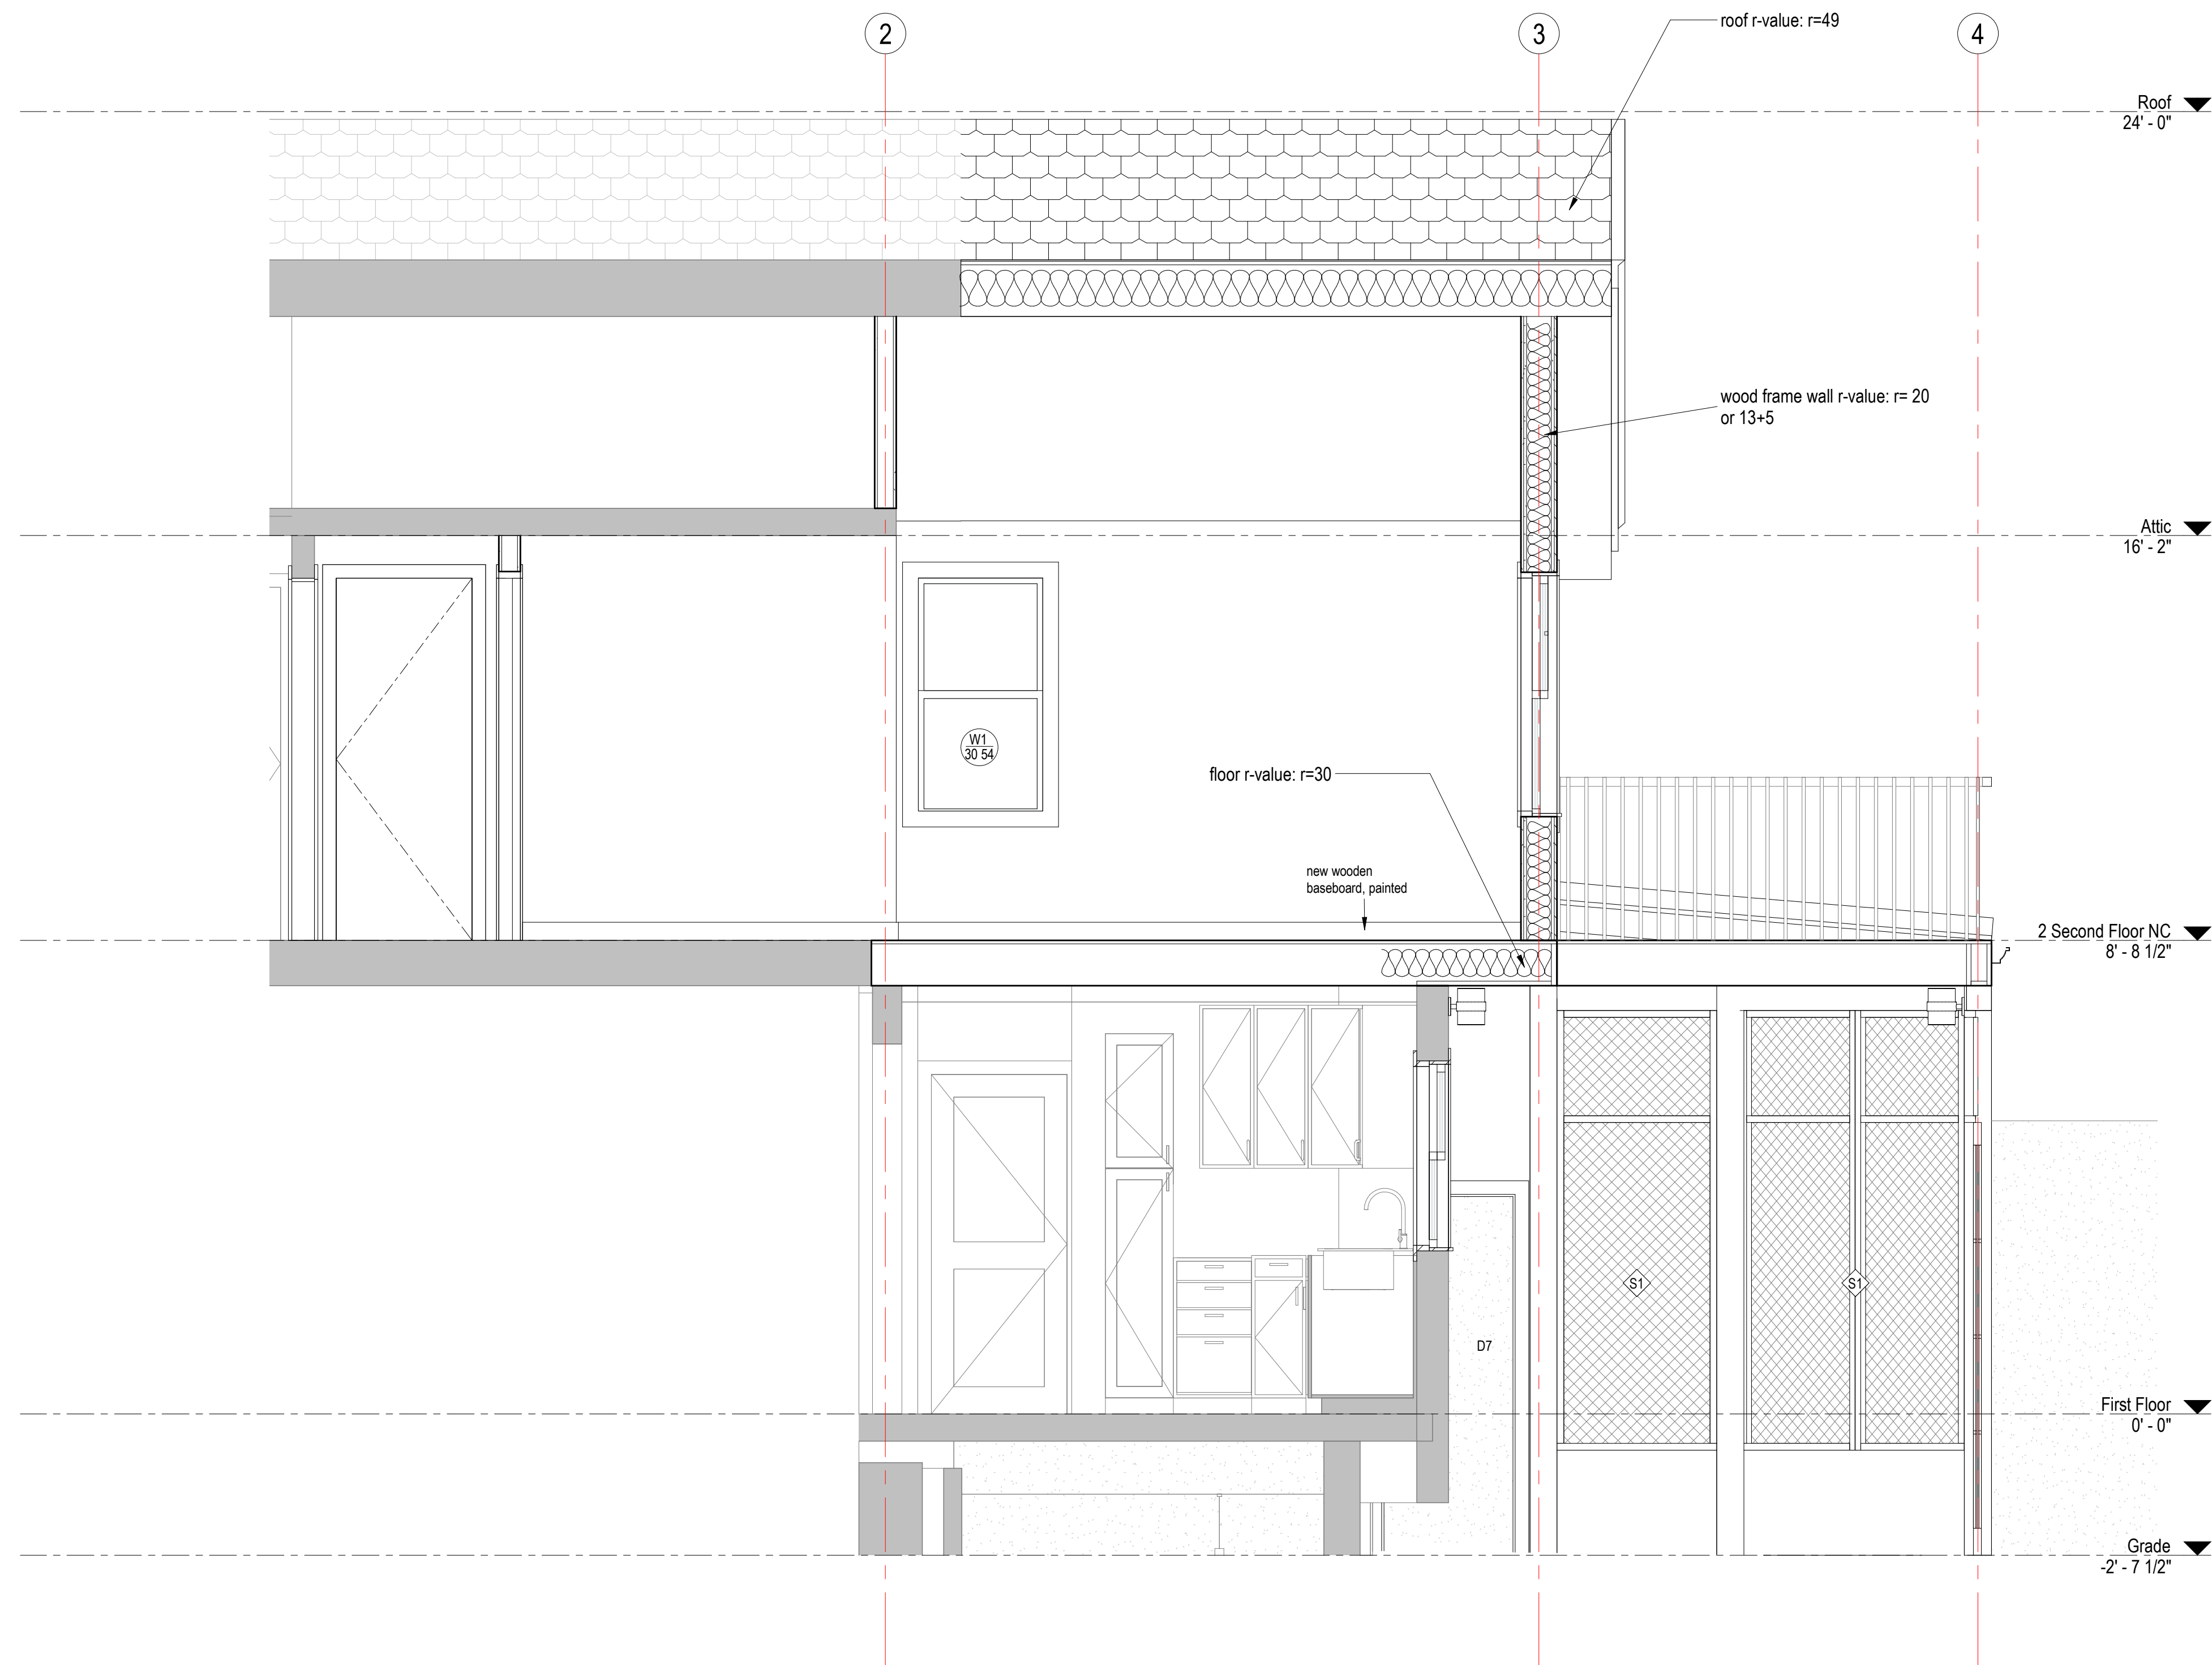 2
3
4
roof r-value: r=49
Roof
24' - 0"
wood frame wall r-value: r= 20
or 13+5
Attic
16' - 2"
W1
30 54
floor r-value: r=30
new wooden
baseboard, painted
2 Second Floor NC
8' - 8 1/2"
S1
S1
D7
First Floor
0' - 0"
Grade
-2' - 7 1/2"